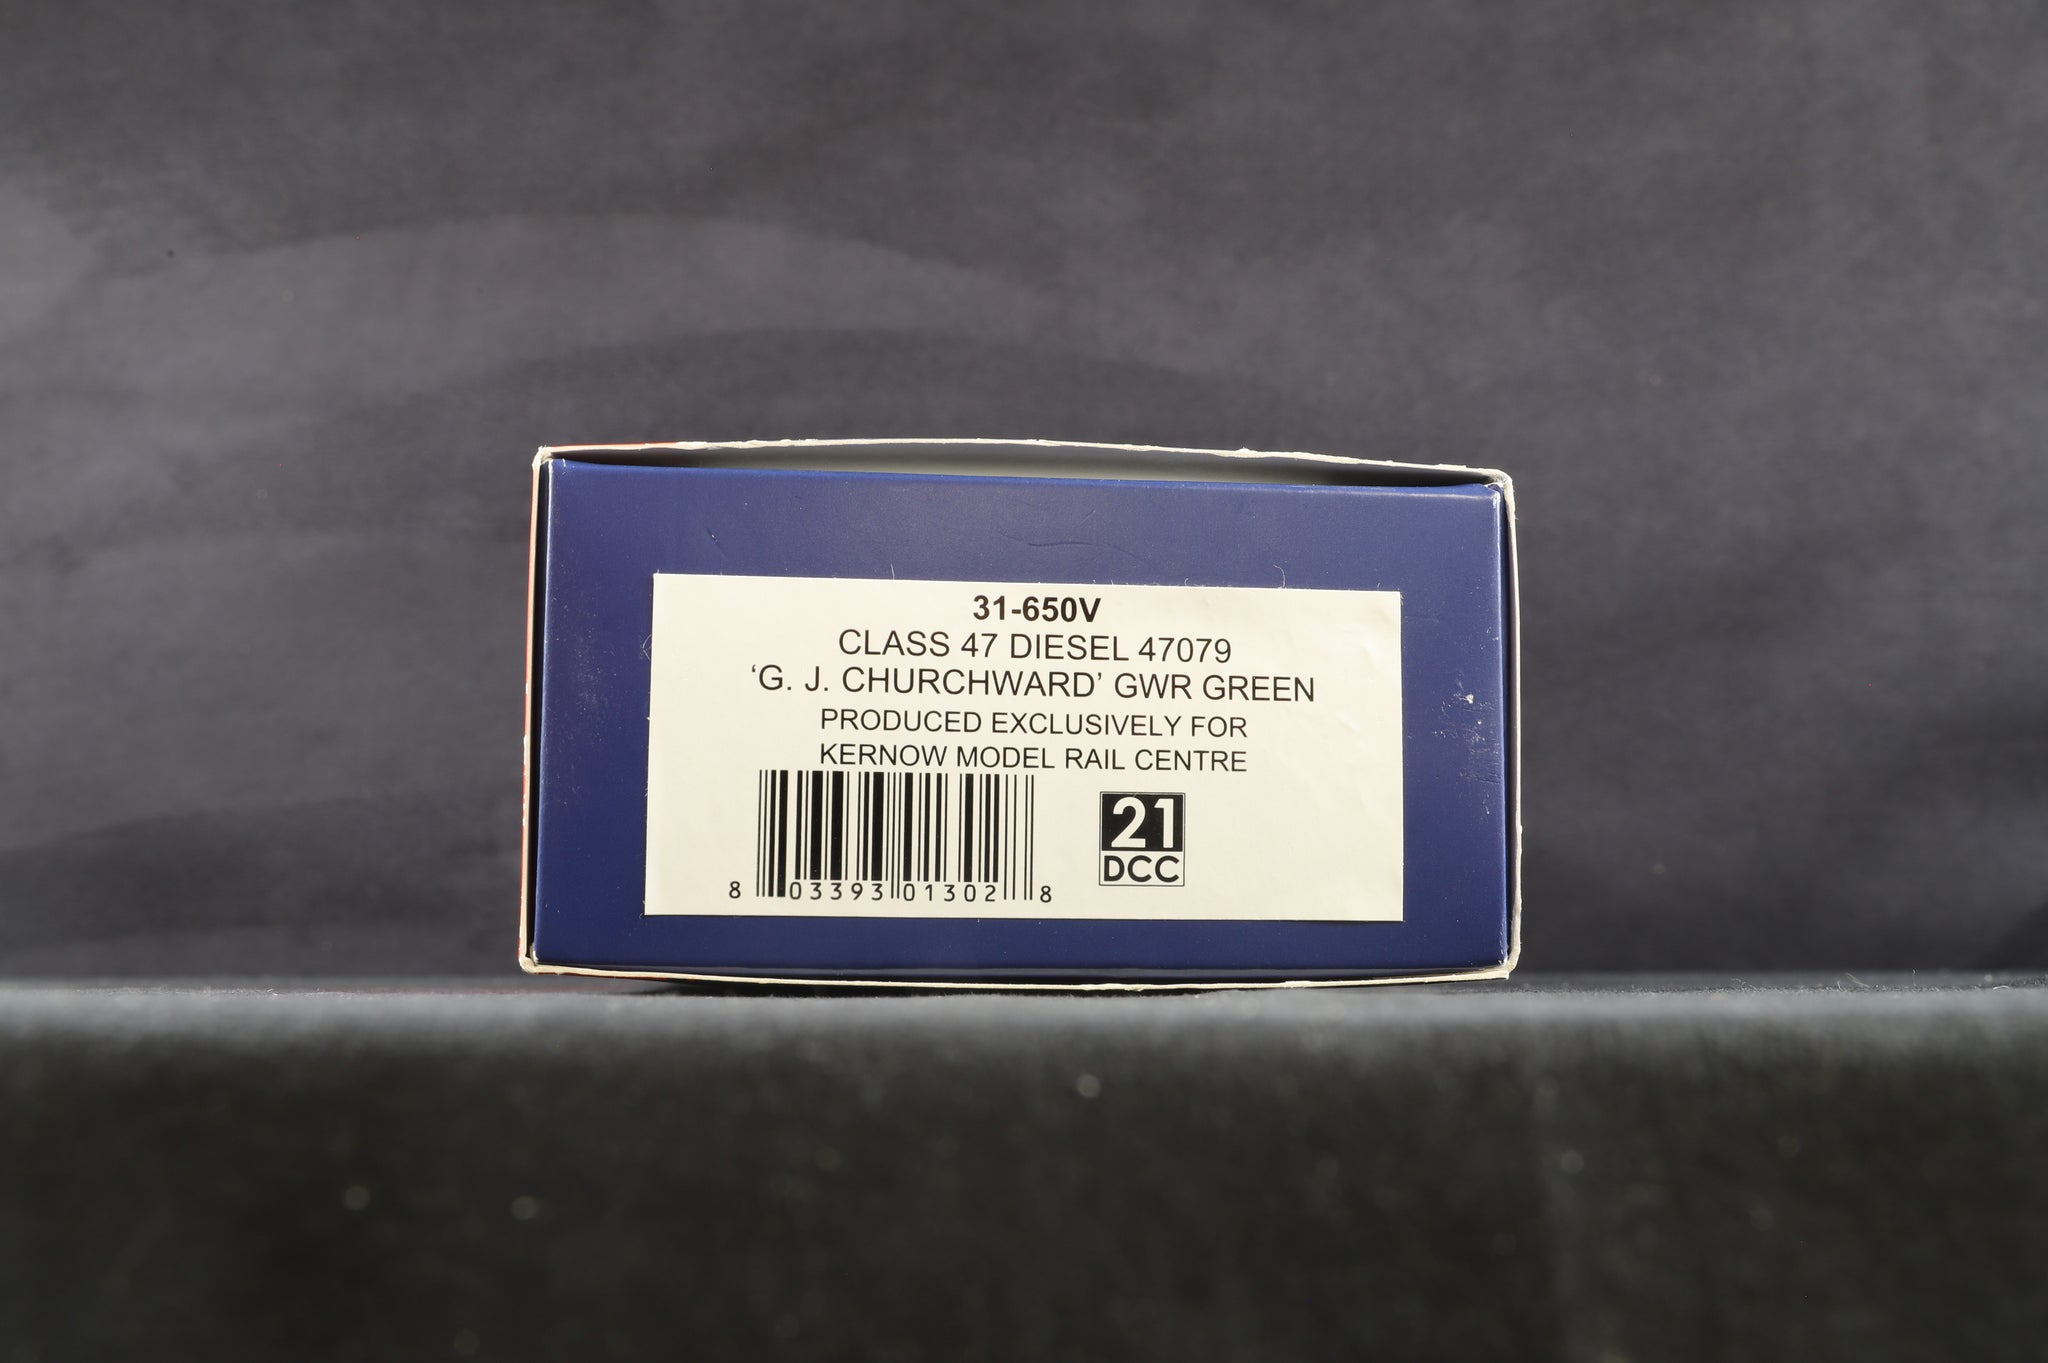 31-650V
CLASS 47 DIESEL 47079
‘G. J. CHURCHWARD’ GWR GREEN
PRODUCED EXCLUSIVELY FOR
KERNOW MODEL RAIL CENTRE
21
DCC
8 03393 01302 8